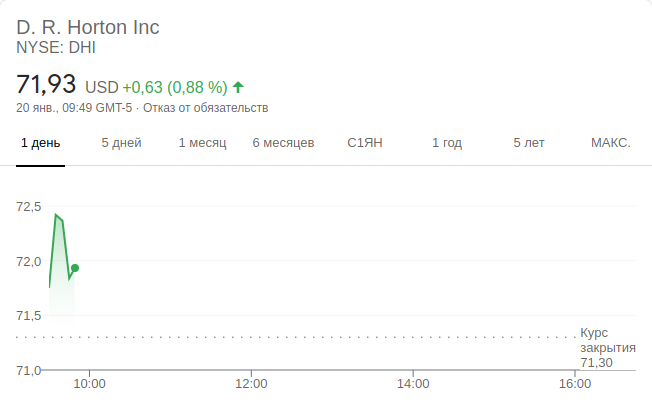 D. R. Horton Inc
NYSE: DHI
71,93 USD +0,63 (0,88 %)
20 янв., 09:49 GMT-5 · Отказ от обязательств
1 день 5 дней 1 месяц 6 месяцев С1ЯН 1 год 5 лет МАКС.
72,5
72,0
71,5
Курс
закрытия
71,30
71,0
10:00 12:00 14:00 16:00